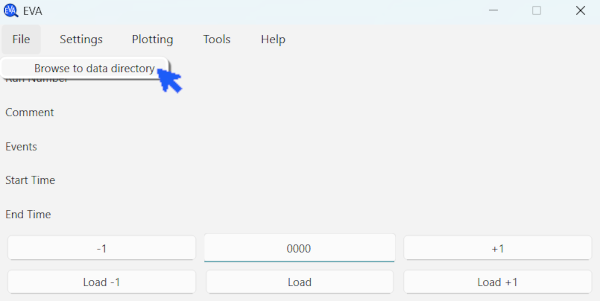 EVA EVA
File Settings Plotting Tools Help
Browse to data directory
Run Number
Comment
Events
Start Time
End Time
-1 0000 +1
Load -1 Load Load +1